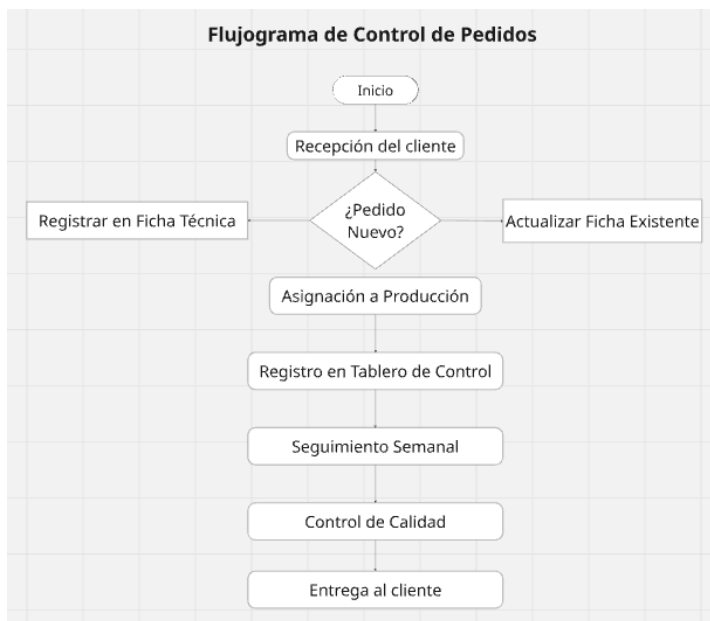 Flujograma de Control de Pedidos
Inicio
Recepción del cliente
¿Pedido
Nuevo?
Registrar en Ficha Técnica
Actualizar Ficha Existente
Asignación a Producción
Registro en Tablero de Control
Seguimiento Semanal
Control de Calidad
Entrega al cliente